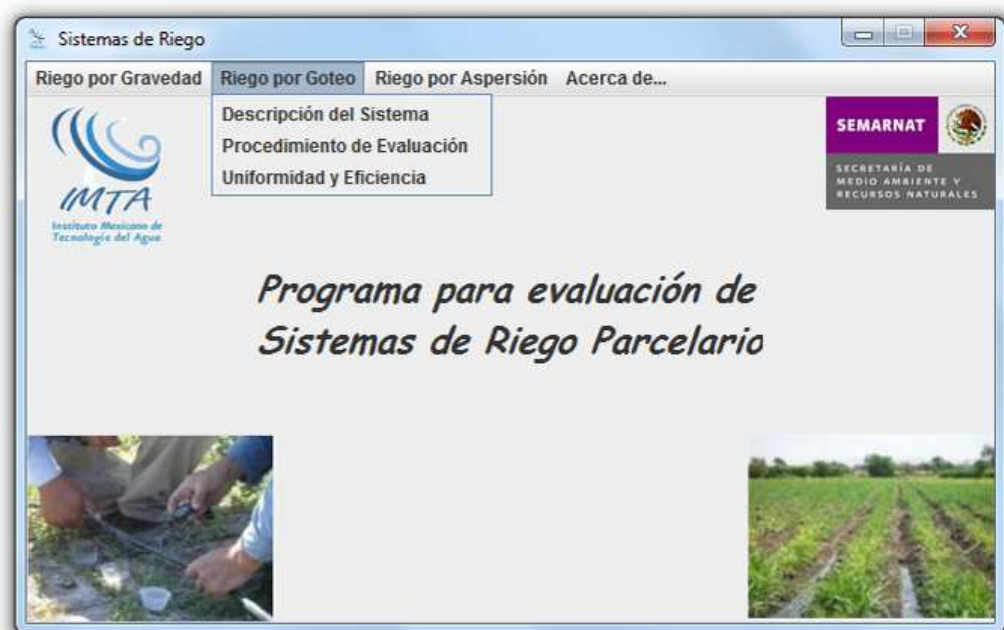 Sistemas de Riego
Riego por Gravedad Riego por Goteo Riego por Aspersión Acerca de...
Descripción del Sistema
Procedimiento de Evaluación
Uniformidad y Eficiencia
IMTA
Instituto Mexicano de
Tecnología del Agua
SEMARNAT
SECRETARÍA DE
MEDIO AMBIENTE Y
RECURSOS NATURALES
Programa para evaluación de
Sistemas de Riego Parcelario